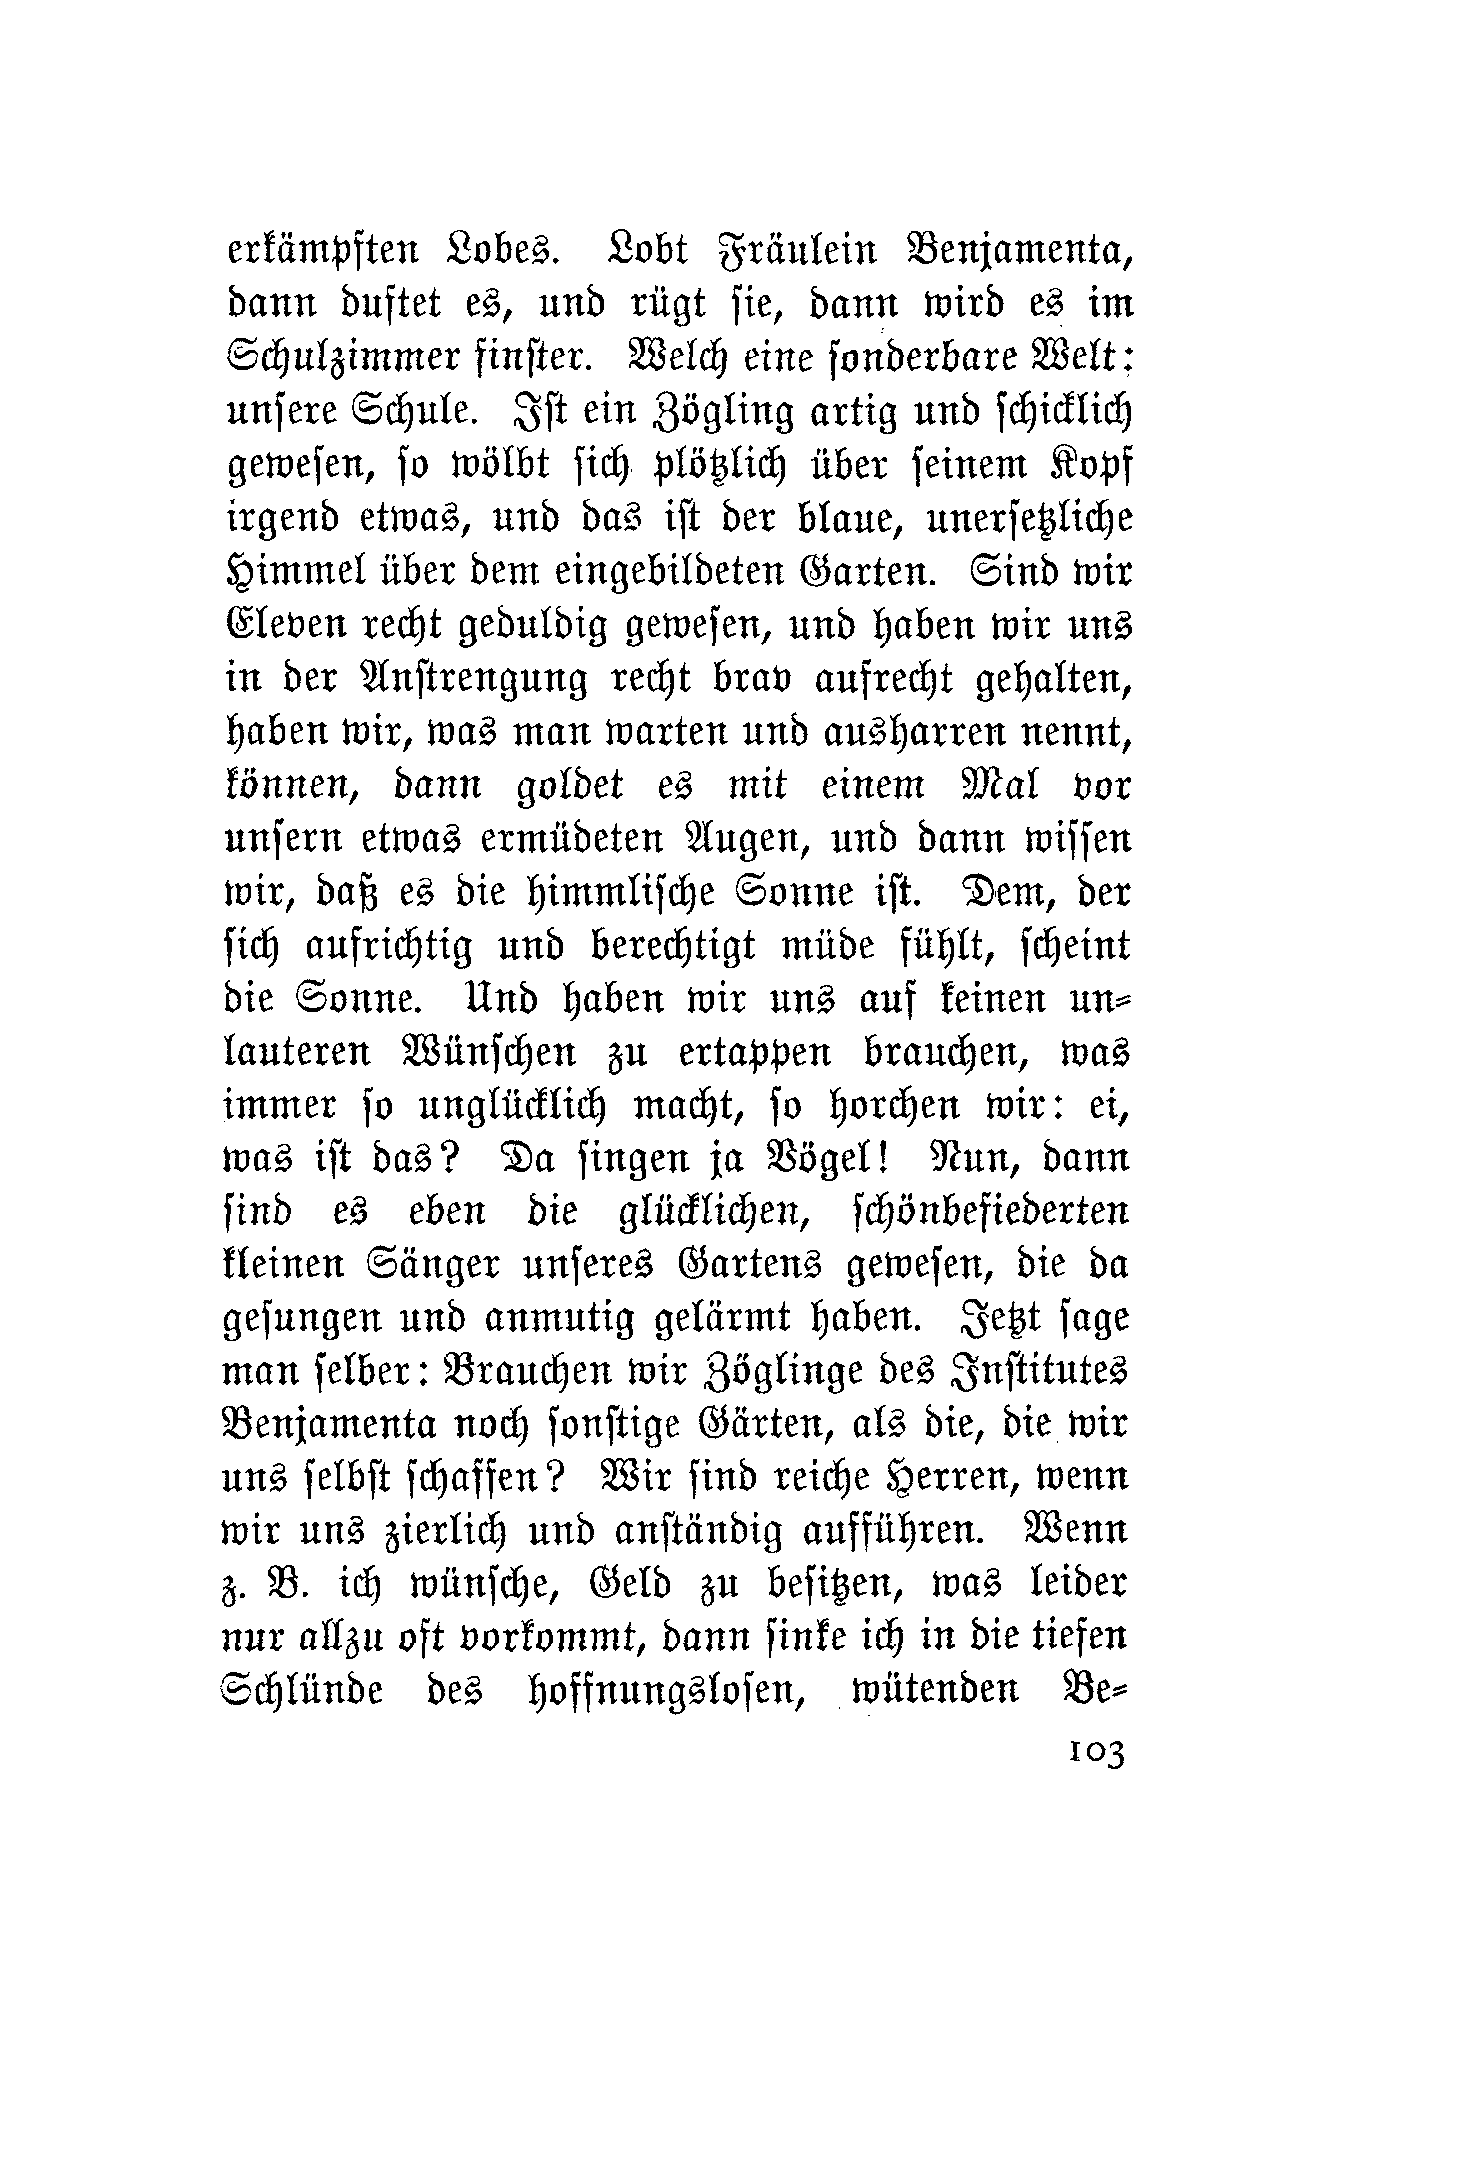 erkämpften Lobes. Lobt Fräulein Benjamenta,
dann duftet es, und rügt sie, dann wird es im
Schulzimmer finster. Welch eine sonderbare Welt:
unsere Schule. Ist ein Zögling artig und schicklich
gewesen, so wölbt sich plötzlich über seinem Kopf
irgend etwas, und das ist der blaue, unersetzliche
Himmel über dem eingebildeten Garten. Sind wir
Eleven recht geduldig gewesen, und haben wir uns
in der Anstrengung recht brav aufrecht gehalten,
haben wir, was man warten und ausharren nennt,
können, dann goldet es mit einem Mal vor
unsern etwas ermüdeten Augen, und dann wissen
wir, daß es die himmlische Sonne ist. Dem, der
sich aufrichtig und berechtigt müde fühlt, scheint
die Sonne. Und haben wir uns auf keinen un-
lauteren Wünschen zu ertappen brauchen, was
immer so unglücklich macht, so horchen wir: ei,
was ist das? Da singen ja Vögel! Nun, dann
sind es eben die glücklichen, schönbefiederten
kleinen Sänger unseres Gartens gewesen, die da
gesungen und anmutig gelärmt haben. Jetzt sage
man selber: Brauchen wir Zöglinge des Institutes
Benjamenta noch sonstige Gärten, als die, die wir
uns selbst schaffen? Wir sind reiche Herren, wenn
wir uns zierlich und anständig aufführen. Wenn
z. B. ich wünsche, Geld zu besitzen, was leider
nur allzu oft vorkommt, dann sinke ich in die tiefen
Schlünde des hoffnungslosen, wütenden Be-
103